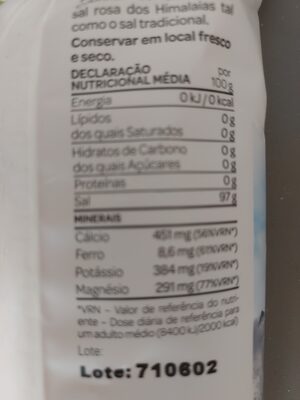 sal rosa dos Himalaias tal
como o sal tradicional.
Conservar em local fresco
e seco.
DECLARAÇÃO NUTRICIONAL MÉDIA por 100g
Energia 0 kJ / 0 kcal
Lípidos 0g
dos quais Saturados 0g
Hidratos de Carbono 0g
dos quais Açúcares 0g
Proteínas 0g
Sal 97g
MINERAIS
Cálcio 451 mg (56%VRN*)
Ferro 8,6 mg (61%VRN*)
Potássio 384 mg (19%VRN*)
Magnésio 291 mg (77%VRN*)
*VRN - Valor de referência do nutri-
ente - Dose diária de referência para
um adulto médio (8400 kJ/2000 kcal)
Lote:
Lote: 710602